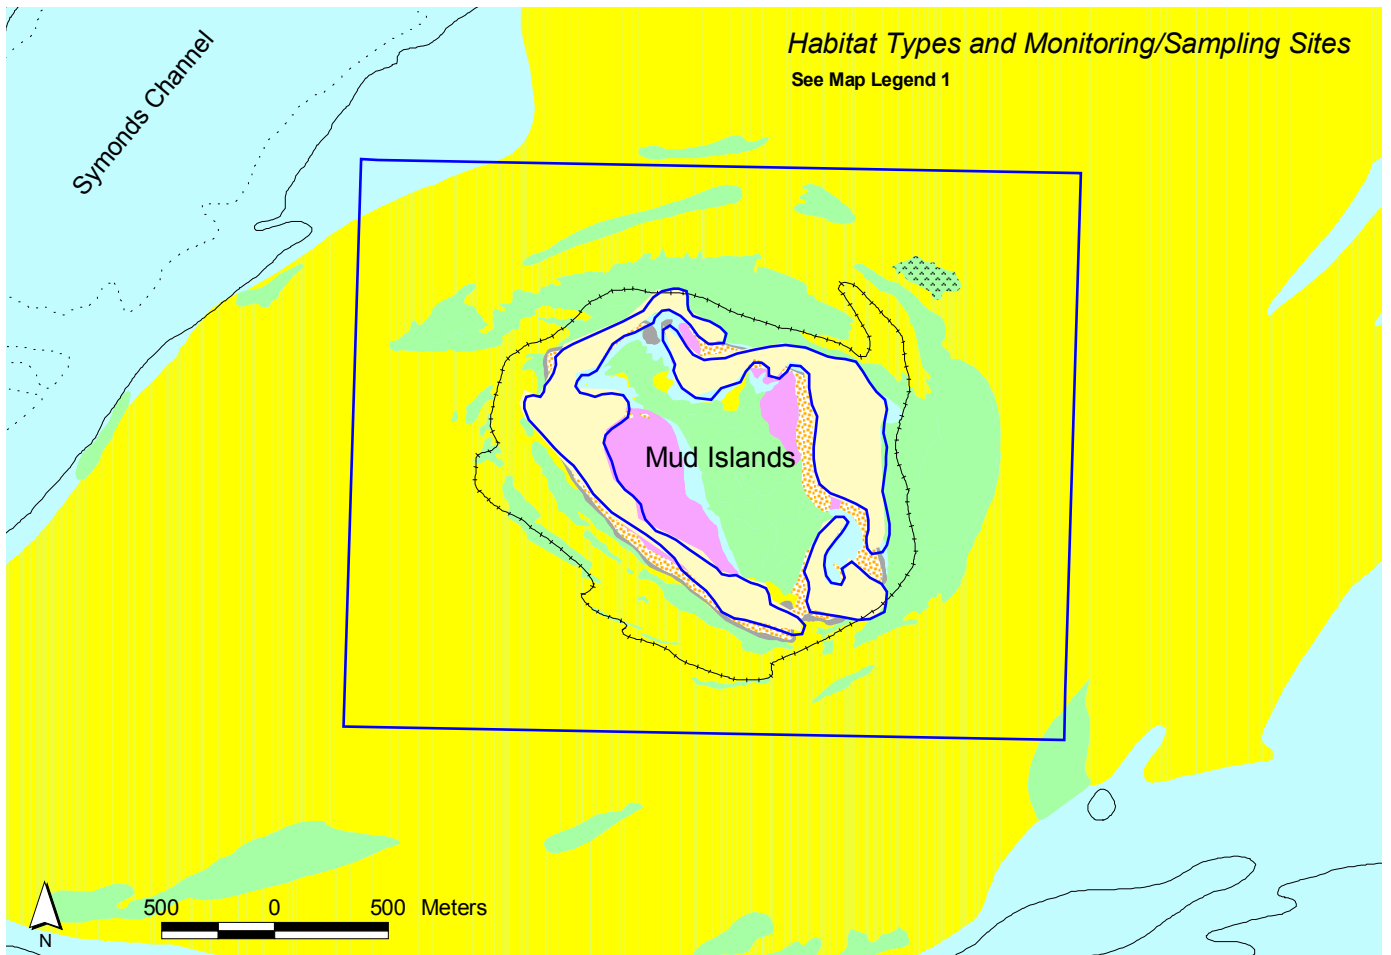 Habitat Types and Monitoring/Sampling Sites
See Map Legend 1
Symonds Channel
Mud Islands
500 0 500 Meters
N